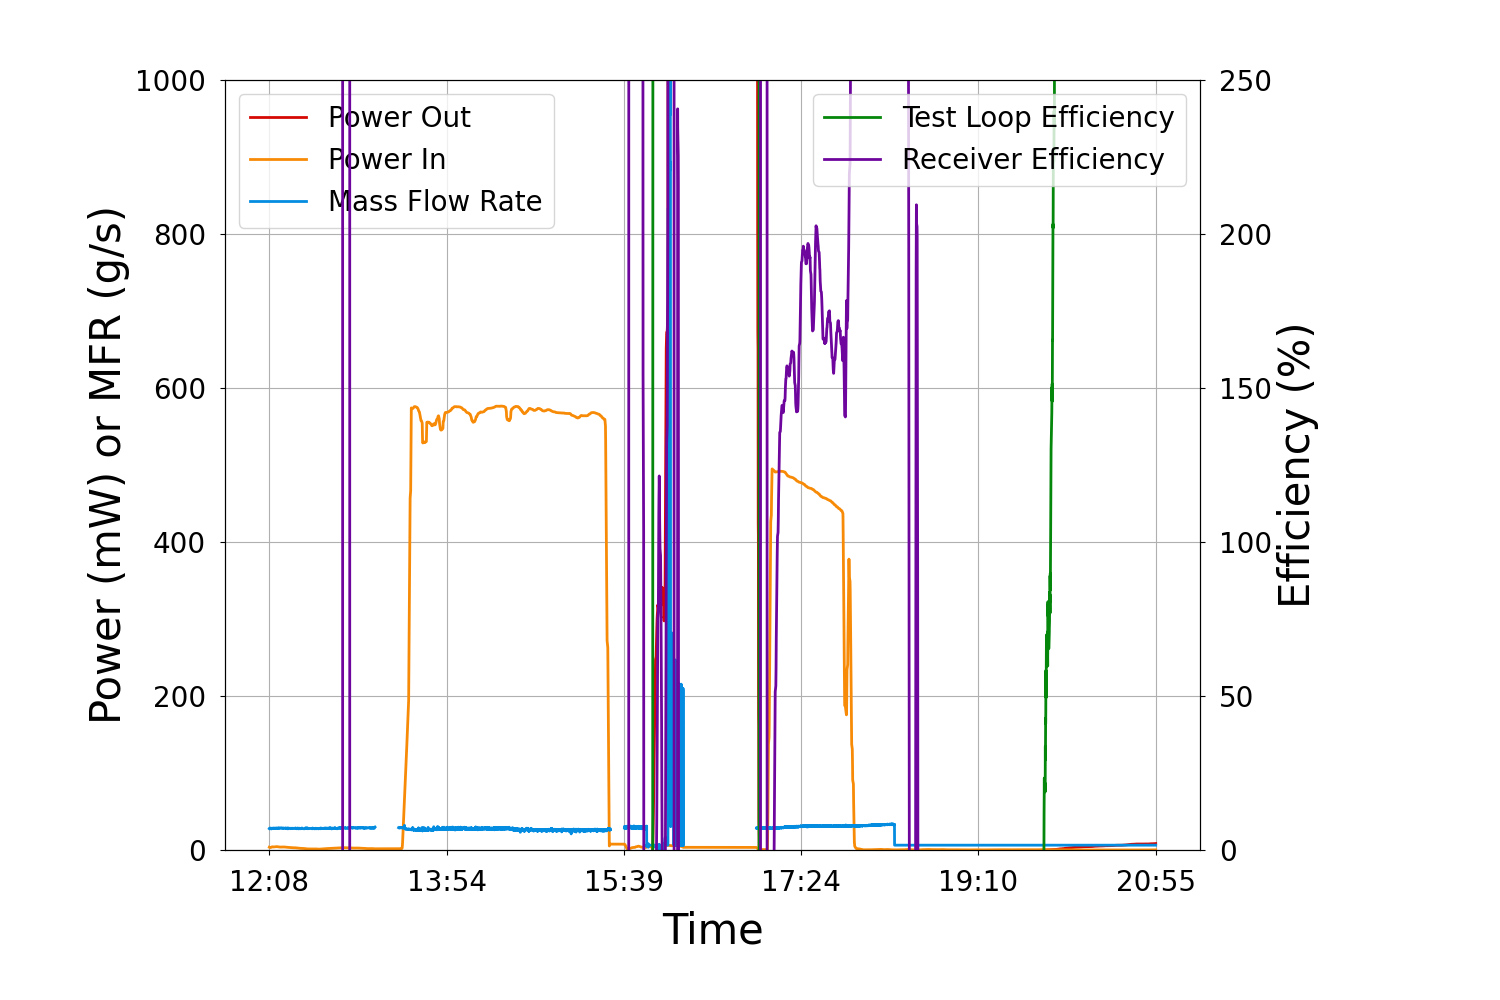 1000
800
600
400
200
0
Power (mW) or MFR (g/s)
Power Out
Power In
Mass Flow Rate
Test Loop Efficiency
Receiver Efficiency
250
200
150
100
50
0
Efficiency (%)
12:08 13:54 15:39 17:24 19:10 20:55
Time